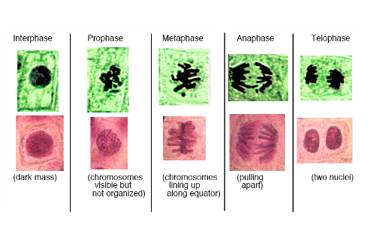 Interphase
Prophase
Metaphase
Anaphase
Telophase
(dark mass)
(chromosomes
visible but
not organized)
(chromosomes
lining up
along equator)
(pulling
apart)
(two nuclei)